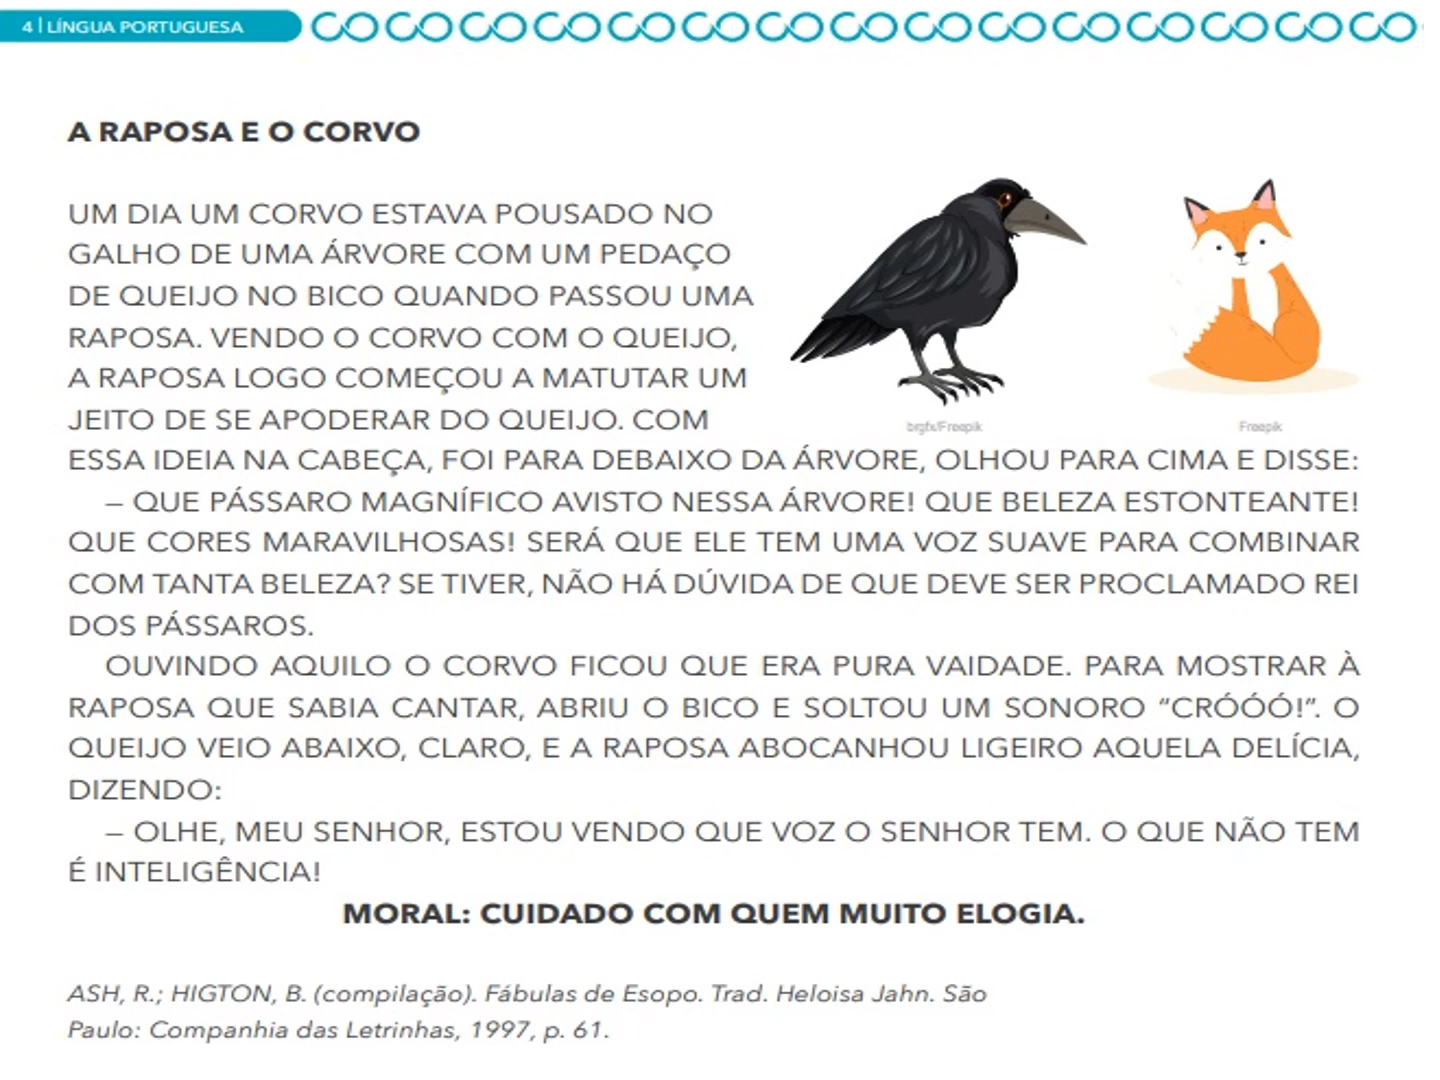 4 | LÍNGUA PORTUGUESA
A RAPOSA E O CORVO
UM DIA UM CORVO ESTAVA POUSADO NO
GALHO DE UMA ÁRVORE COM UM PEDAÇO
DE QUEIJO NO BICO QUANDO PASSOU UMA
RAPOSA. VENDO O CORVO COM O QUEIJO,
A RAPOSA LOGO COMEÇOU A MATUTAR UM
JEITO DE SE APODERAR DO QUEIJO. COM
brgfx/Freepik
Freepik
ESSA IDEIA NA CABEÇA, FOI PARA DEBAIXO DA ÁRVORE, OLHOU PARA CIMA E DISSE:
– QUE PÁSSARO MAGNÍFICO AVISTO NESSA ÁRVORE! QUE BELEZA ESTONTEANTE!
QUE CORES MARAVILHOSAS! SERÁ QUE ELE TEM UMA VOZ SUAVE PARA COMBINAR
COM TANTA BELEZA? SE TIVER, NÃO HÁ DÚVIDA DE QUE DEVE SER PROCLAMADO REI
DOS PÁSSAROS.
OUVINDO AQUILO O CORVO FICOU QUE ERA PURA VAIDADE. PARA MOSTRAR À
RAPOSA QUE SABIA CANTAR, ABRIU O BICO E SOLTOU UM SONORO “CRÓÓÓ!”. O
QUEIJO VEIO ABAIXO, CLARO, E A RAPOSA ABOCANHOU LIGEIRO AQUELA DELÍCIA,
DIZENDO:
– OLHE, MEU SENHOR, ESTOU VENDO QUE VOZ O SENHOR TEM. O QUE NÃO TEM
É INTELIGÊNCIA!
MORAL: CUIDADO COM QUEM MUITO ELOGIA.
ASH, R.; HIGTON, B. (compilação). Fábulas de Esopo. Trad. Heloisa Jahn. São
Paulo: Companhia das Letrinhas, 1997, p. 61.